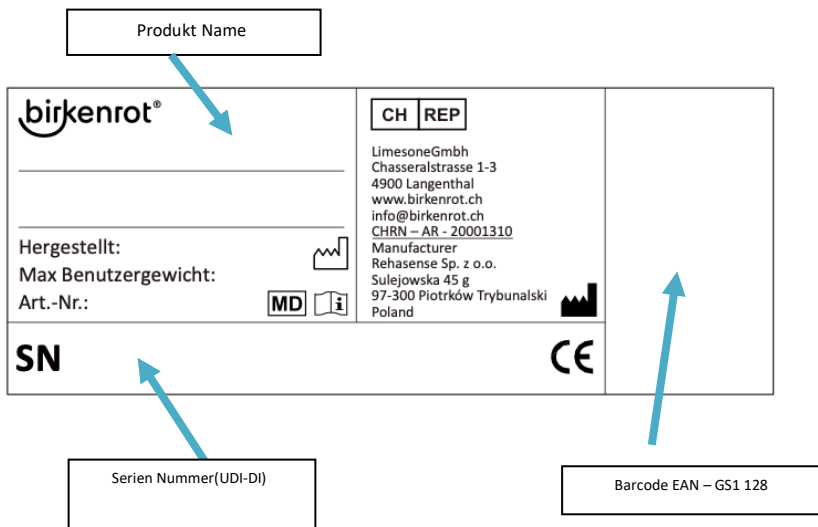 Produkt Name
birkenrot®
CH REP
LimesoneGmbh
Chasseralstrasse 1-3
4900 Langenthal
www.birkenrot.ch
info@birkenrot.ch
CHRN – AR - 20001310
Manufacturer
Rehasense Sp. z o.o.
Sulejowska 45 g
97-300 Piotrków Trybunalski
Poland
Hergestellt:
Max Benutzergewicht:
Art.-Nr.:
MD i
SN
CE
Serien Nummer(UDI-DI)
Barcode EAN – GS1 128